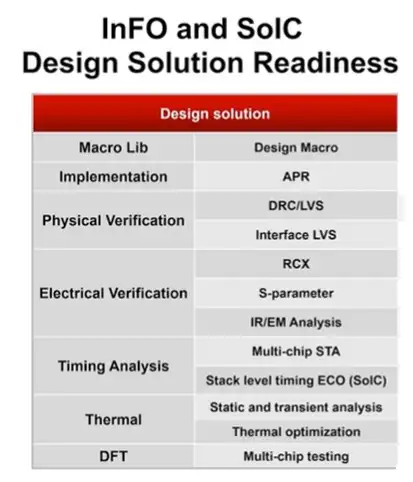 InFO and SoIC
Design Solution Readiness
Design solution
Macro Lib
Design Macro
Implementation
APR
Physical Verification
DRC/LVS
Interface LVS
Electrical Verification
RCX
S-parameter
IR/EM Analysis
Timing Analysis
Multi-chip STA
Stack level timing ECO (SoIC)
Thermal
Static and transient analysis
Thermal optimization
DFT
Multi-chip testing